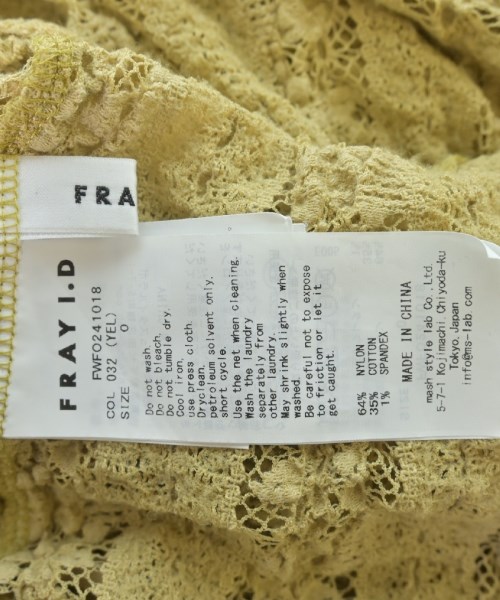 FRA
FRAY I.D
FWFO241018
COL 032 (YEL)
SIZE 0
Do not wash.
Do not bleach.
Do not tumble dry.
Cool iron.
use press cloth
Dryclean.
petroleum solvent only.
short cycle.
Use the net when cleaning.
Wash the laundry
separately from
other laundry.
May shrink slightly when
washed.
Be careful not to expose
to friction or let it
get caught.
64% NYLON
35% COTTON
1% SPANDEX
MADE IN CHINA
mash style lab Co.,Ltd.
5-7-1 Kojimachi, Chiyoda-ku
Tokyo, Japan
info@ms-lab.com